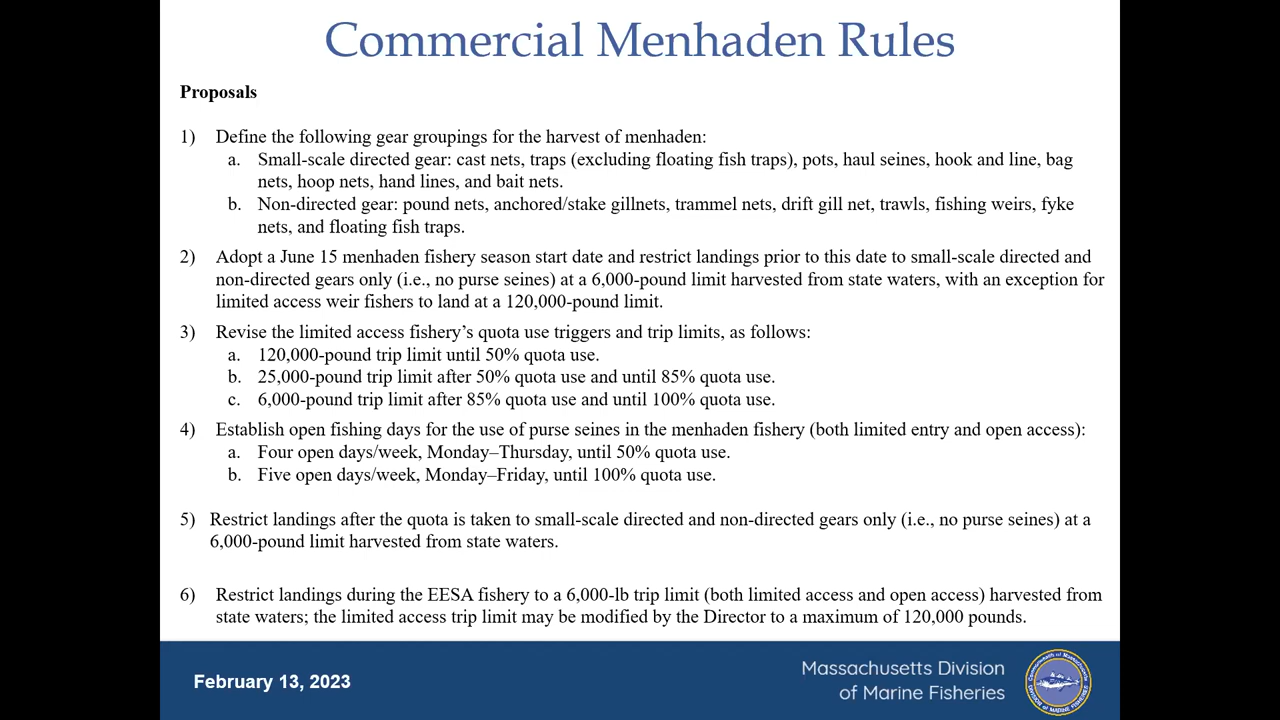 Commercial Menhaden Rules
Proposals
1) Define the following gear groupings for the harvest of menhaden:
a. Small-scale directed gear: cast nets, traps (excluding floating fish traps), pots, haul seines, hook and line, bag
nets, hoop nets, hand lines, and bait nets.
b. Non-directed gear: pound nets, anchored/stake gillnets, trammel nets, drift gill net, trawls, fishing weirs, fyke
nets, and floating fish traps.
2) Adopt a June 15 menhaden fishery season start date and restrict landings prior to this date to small-scale directed and
non-directed gears only (i.e., no purse seines) at a 6,000-pound limit harvested from state waters, with an exception for
limited access weir fishers to land at a 120,000-pound limit.
3) Revise the limited access fishery's quota use triggers and trip limits, as follows:
a. 120,000-pound trip limit until 50% quota use.
b. 25,000-pound trip limit after 50% quota use and until 85% quota use.
c. 6,000-pound trip limit after 85% quota use and until 100% quota use.
4) Establish open fishing days for the use of purse seines in the menhaden fishery (both limited entry and open access):
a. Four open days/week, Monday–Thursday, until 50% quota use.
b. Five open days/week, Monday–Friday, until 100% quota use.
5) Restrict landings after the quota is taken to small-scale directed and non-directed gears only (i.e., no purse seines) at a
6,000-pound limit harvested from state waters.
6) Restrict landings during the EESA fishery to a 6,000-lb trip limit (both limited access and open access) harvested from
state waters; the limited access trip limit may be modified by the Director to a maximum of 120,000 pounds.
February 13, 2023
Massachusetts Division
of Marine Fisheries
Commonwealth of Massachusetts
Division of Marine Fisheries